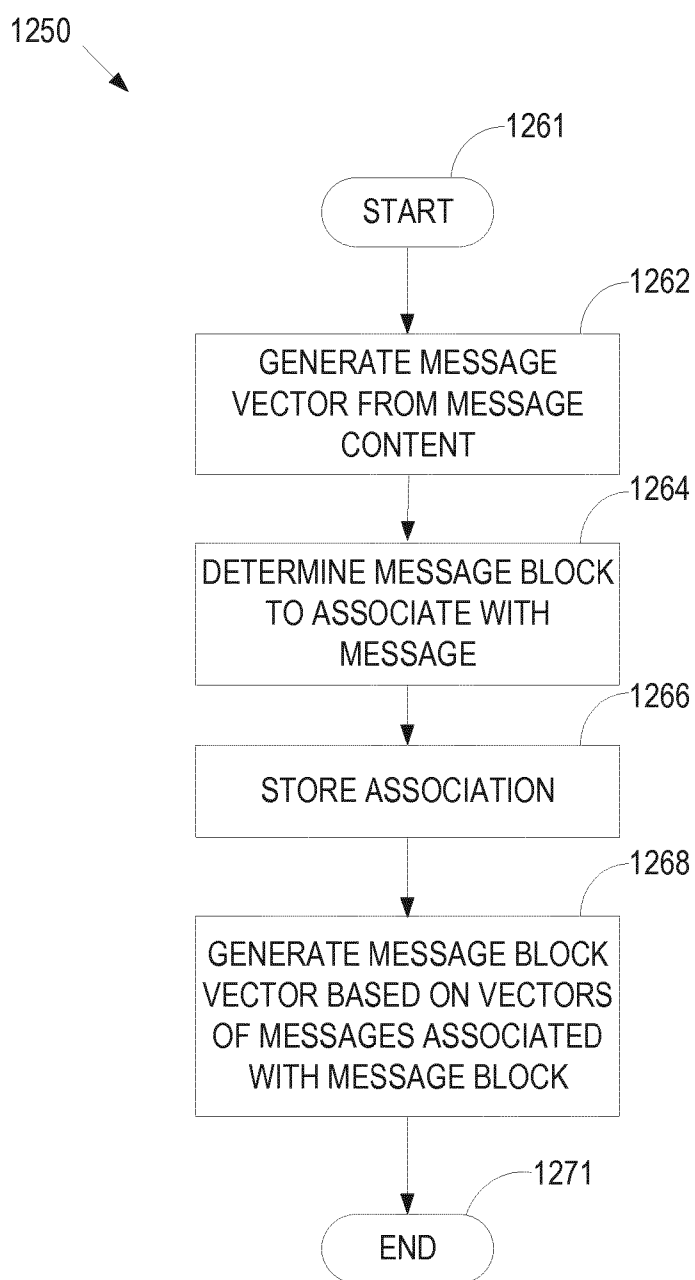 1250
1261
START
1262
GENERATE MESSAGE
VECTOR FROM MESSAGE
CONTENT
1264
DETERMINE MESSAGE BLOCK
TO ASSOCIATE WITH
MESSAGE
1266
STORE ASSOCIATION
1268
GENERATE MESSAGE BLOCK
VECTOR BASED ON VECTORS
OF MESSAGES ASSOCIATED
WITH MESSAGE BLOCK
1271
END